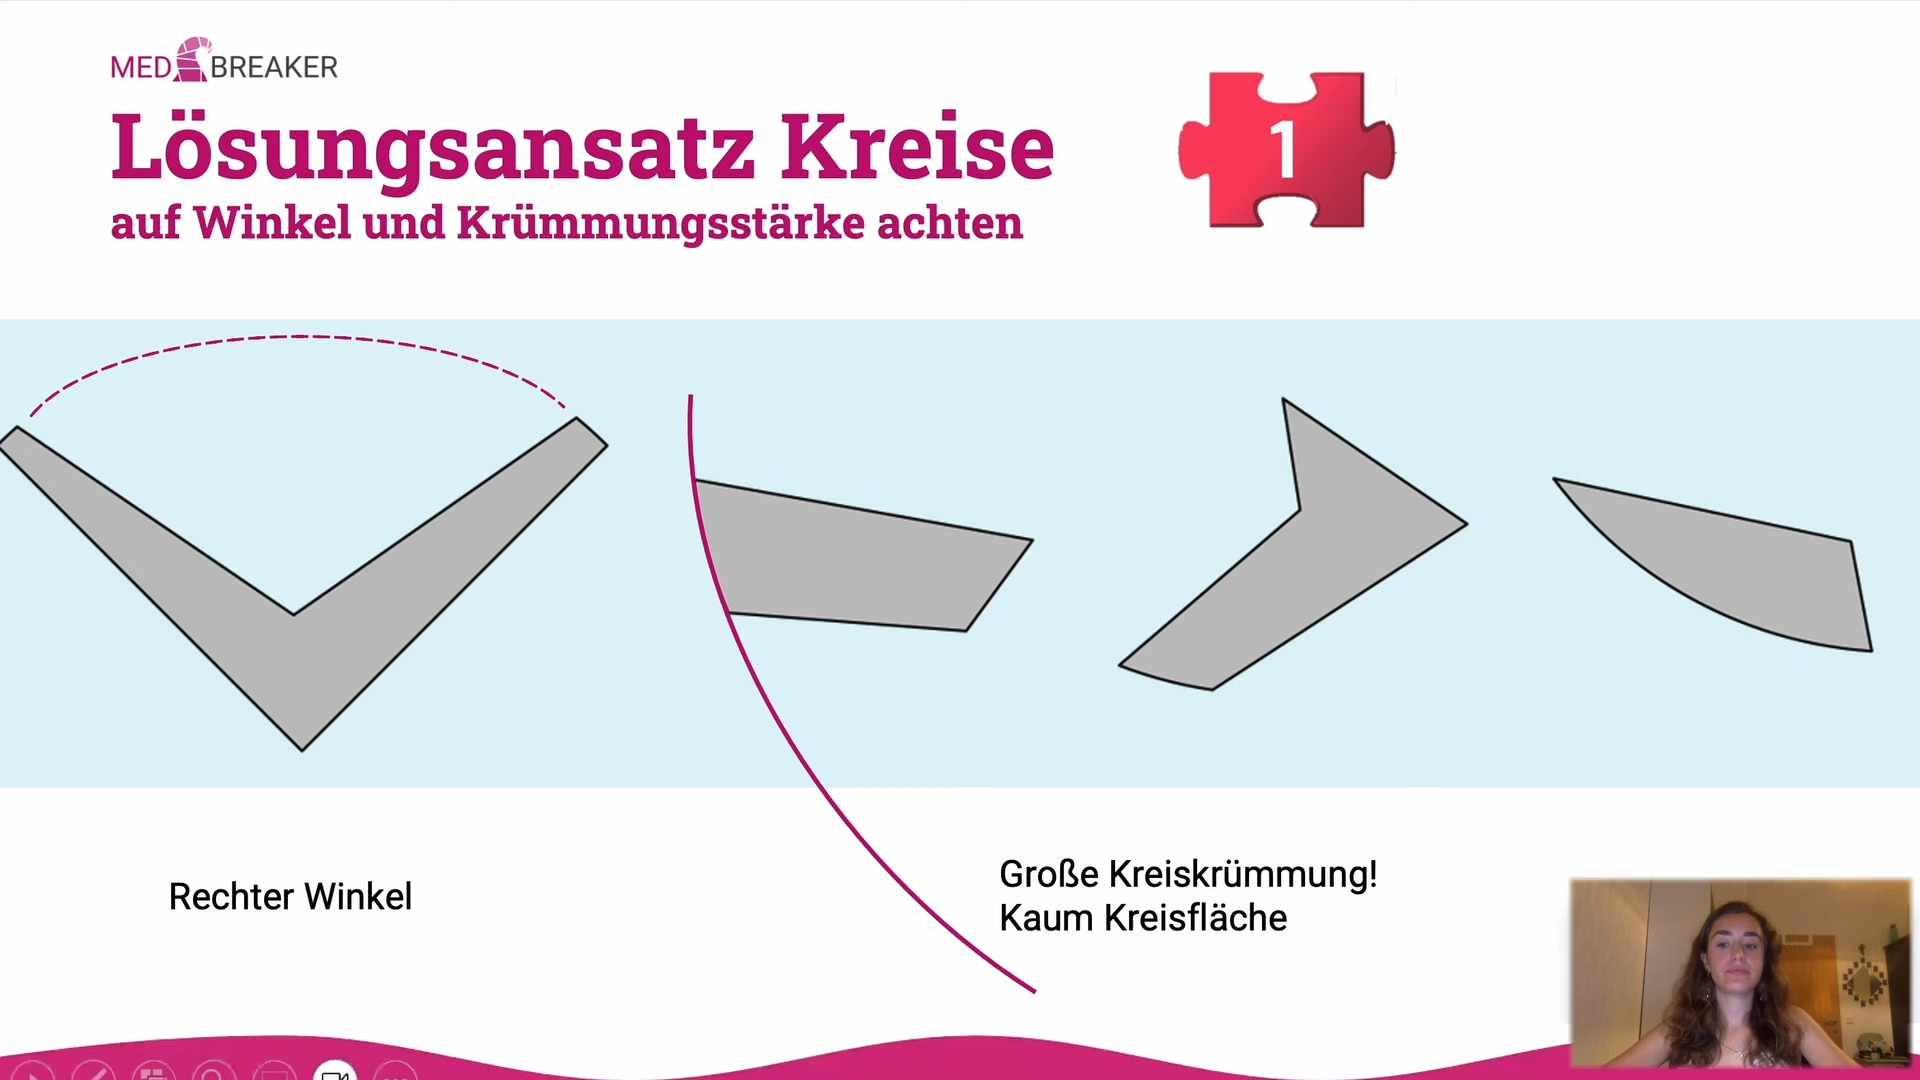 MED BREAKER
Lösungsansatz Kreise
auf Winkel und Krümmungsstärke achten
1
Rechter Winkel
Große Kreiskrümmung!
Kaum Kreisfläche